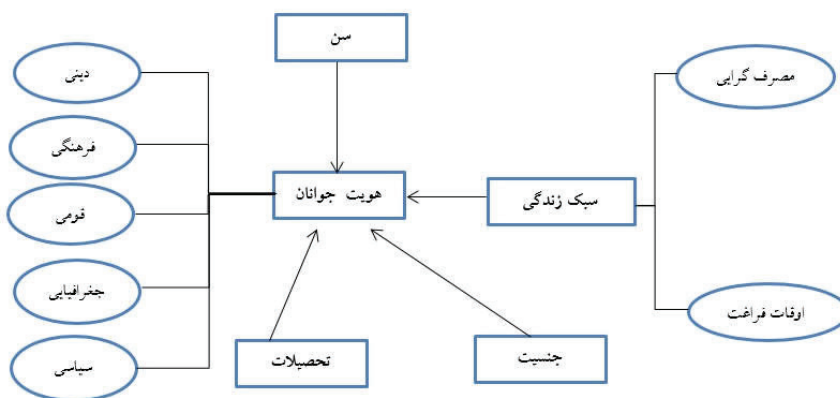 سن
مصرف گرایی
دینی
فرهنگی
هویت جوانان
سبک زندگی
قومی
جغرافیایی
اوقات فراغت
سیاسی
تحصیلات
جنسیت